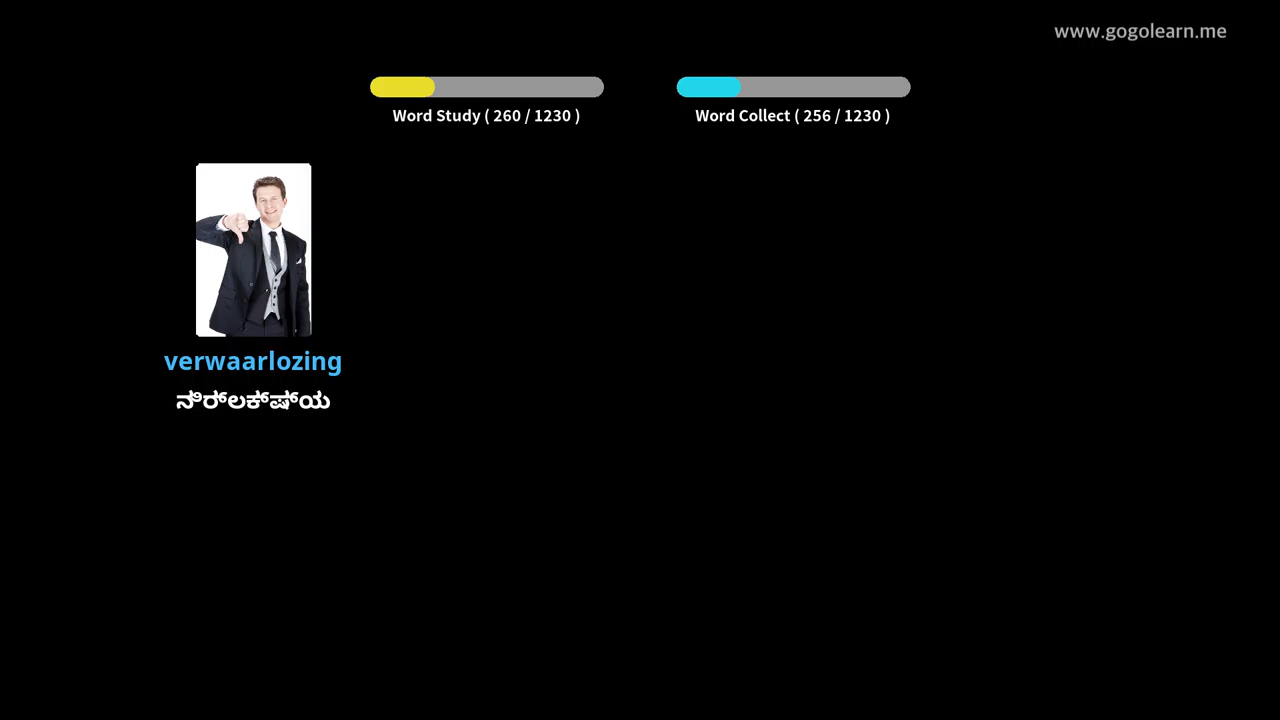 www.gogolearn.me
Word Study ( 260 / 1230 )
Word Collect ( 256 / 1230 )
verwaarlozing
ನಿರ್ಲಕ್ಷ್ಯ